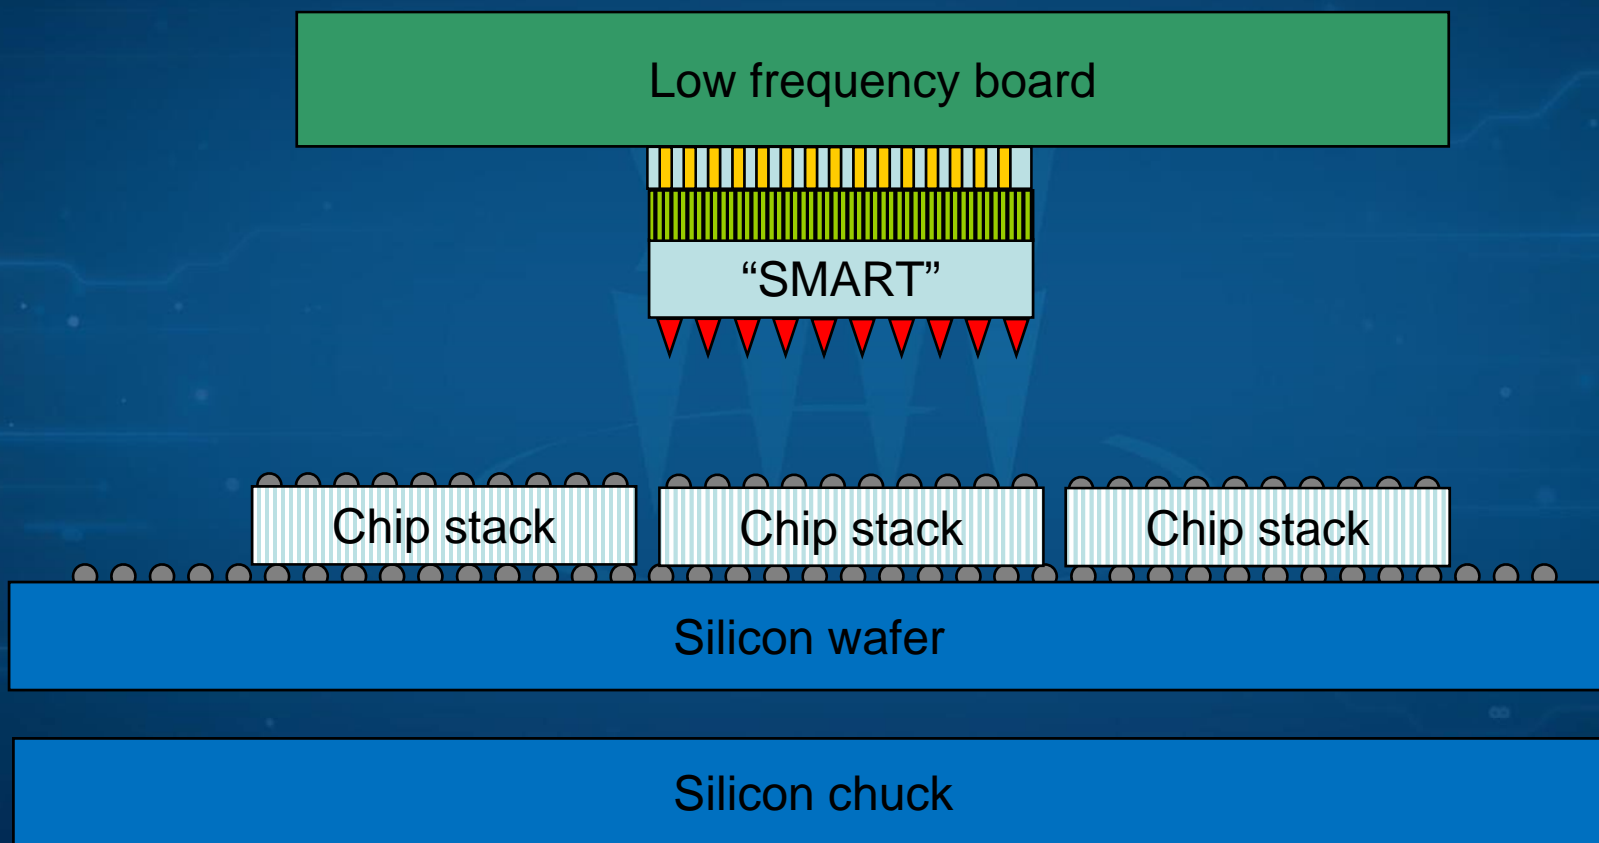 Low frequency board
“SMART”
Chip stack
Chip stack
Chip stack
Silicon wafer
Silicon chuck